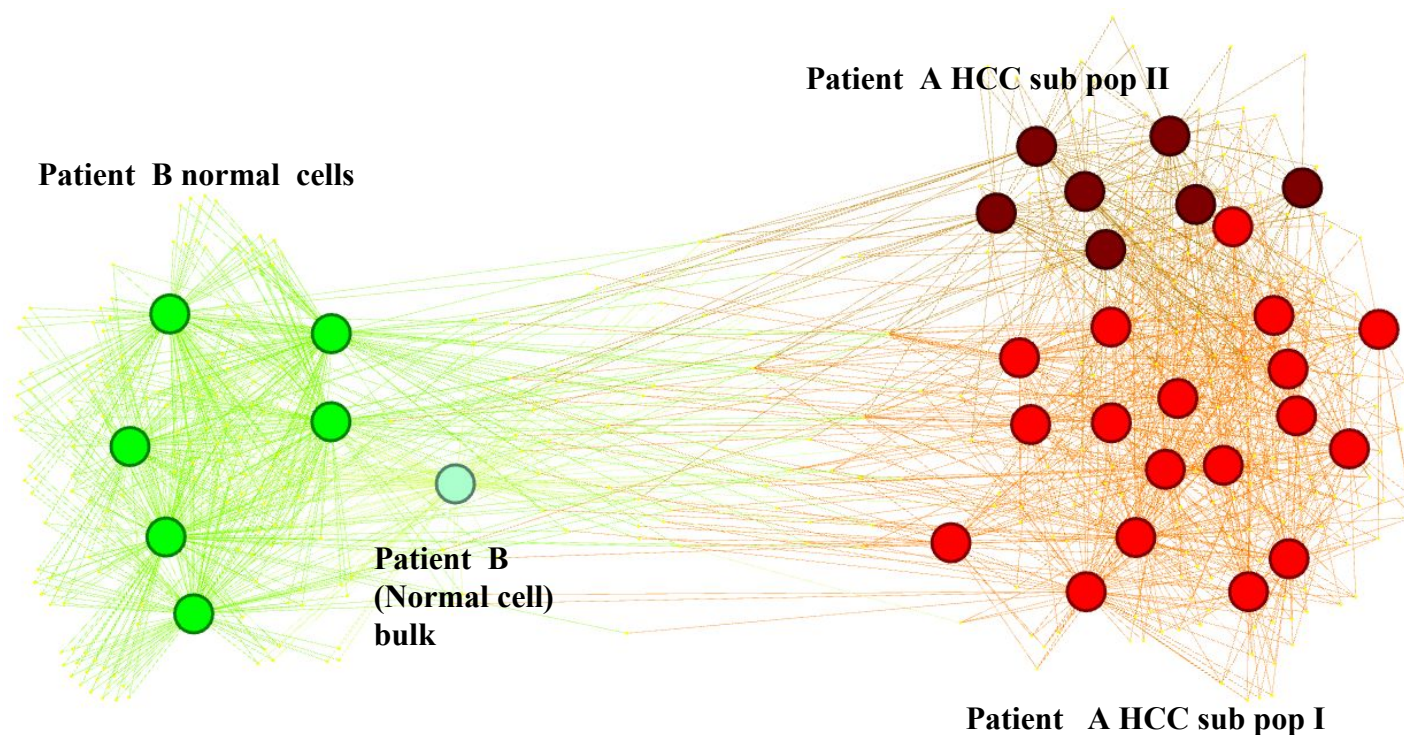 Patient A HCC sub pop II
Patient B normal cells
Patient B
(Normal cell)
bulk
Patient A HCC sub pop I